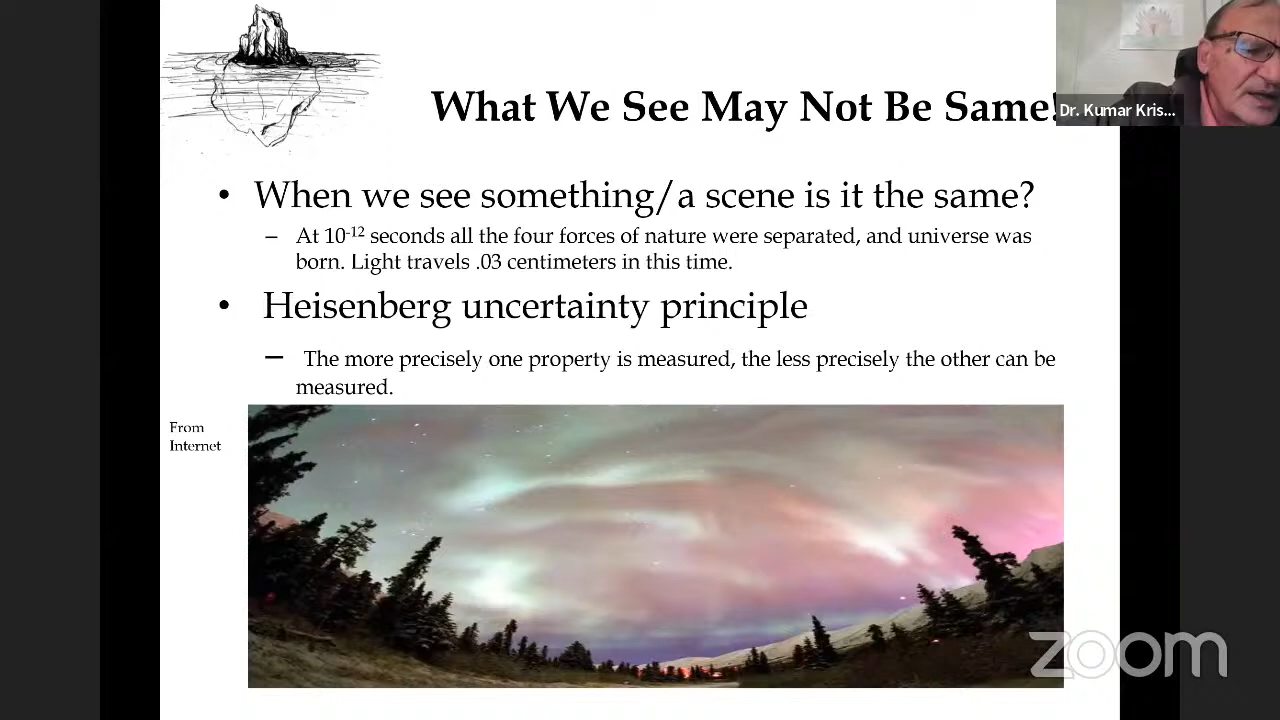 What We See May Not Be Same!
Dr. Kumar Kris...
• When we see something/a scene is it the same?
– At 10⁻¹² seconds all the four forces of nature were separated, and universe was
born. Light travels .03 centimeters in this time.
• Heisenberg uncertainty principle
– The more precisely one property is measured, the less precisely the other can be
measured.
From
Internet
zoom